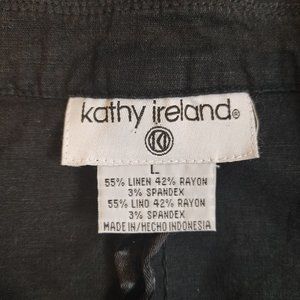 kathy ireland®
L
55% LINEN 42% RAYON
3% SPANDEX
55% LINO 42% RAYON
3% SPANDEX
MADE IN/HECHO INDONESIA